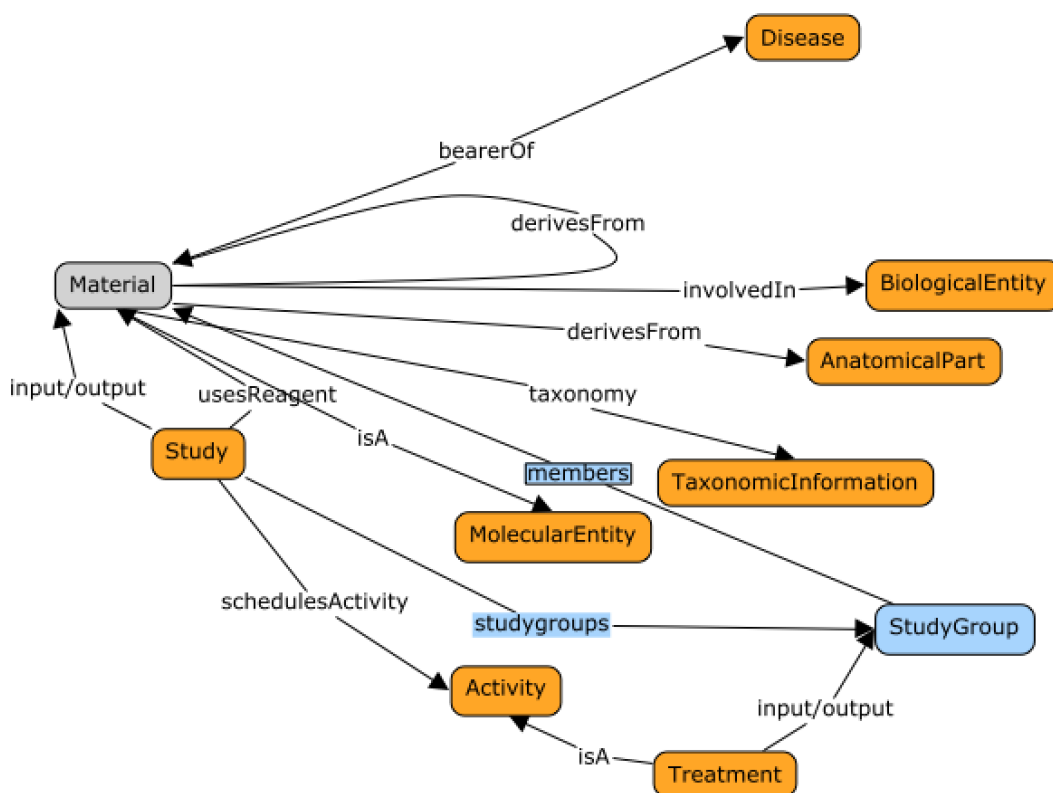 Disease
bearerOf
derivesFrom
Material
BiologicalEntity
involvedIn
derivesFrom
AnatomicalPart
input/output
usesReagent
taxonomy
isA
Study
members
TaxonomicInformation
MolecularEntity
schedulesActivity
studygroups
StudyGroup
Activity
input/output
isA
Treatment